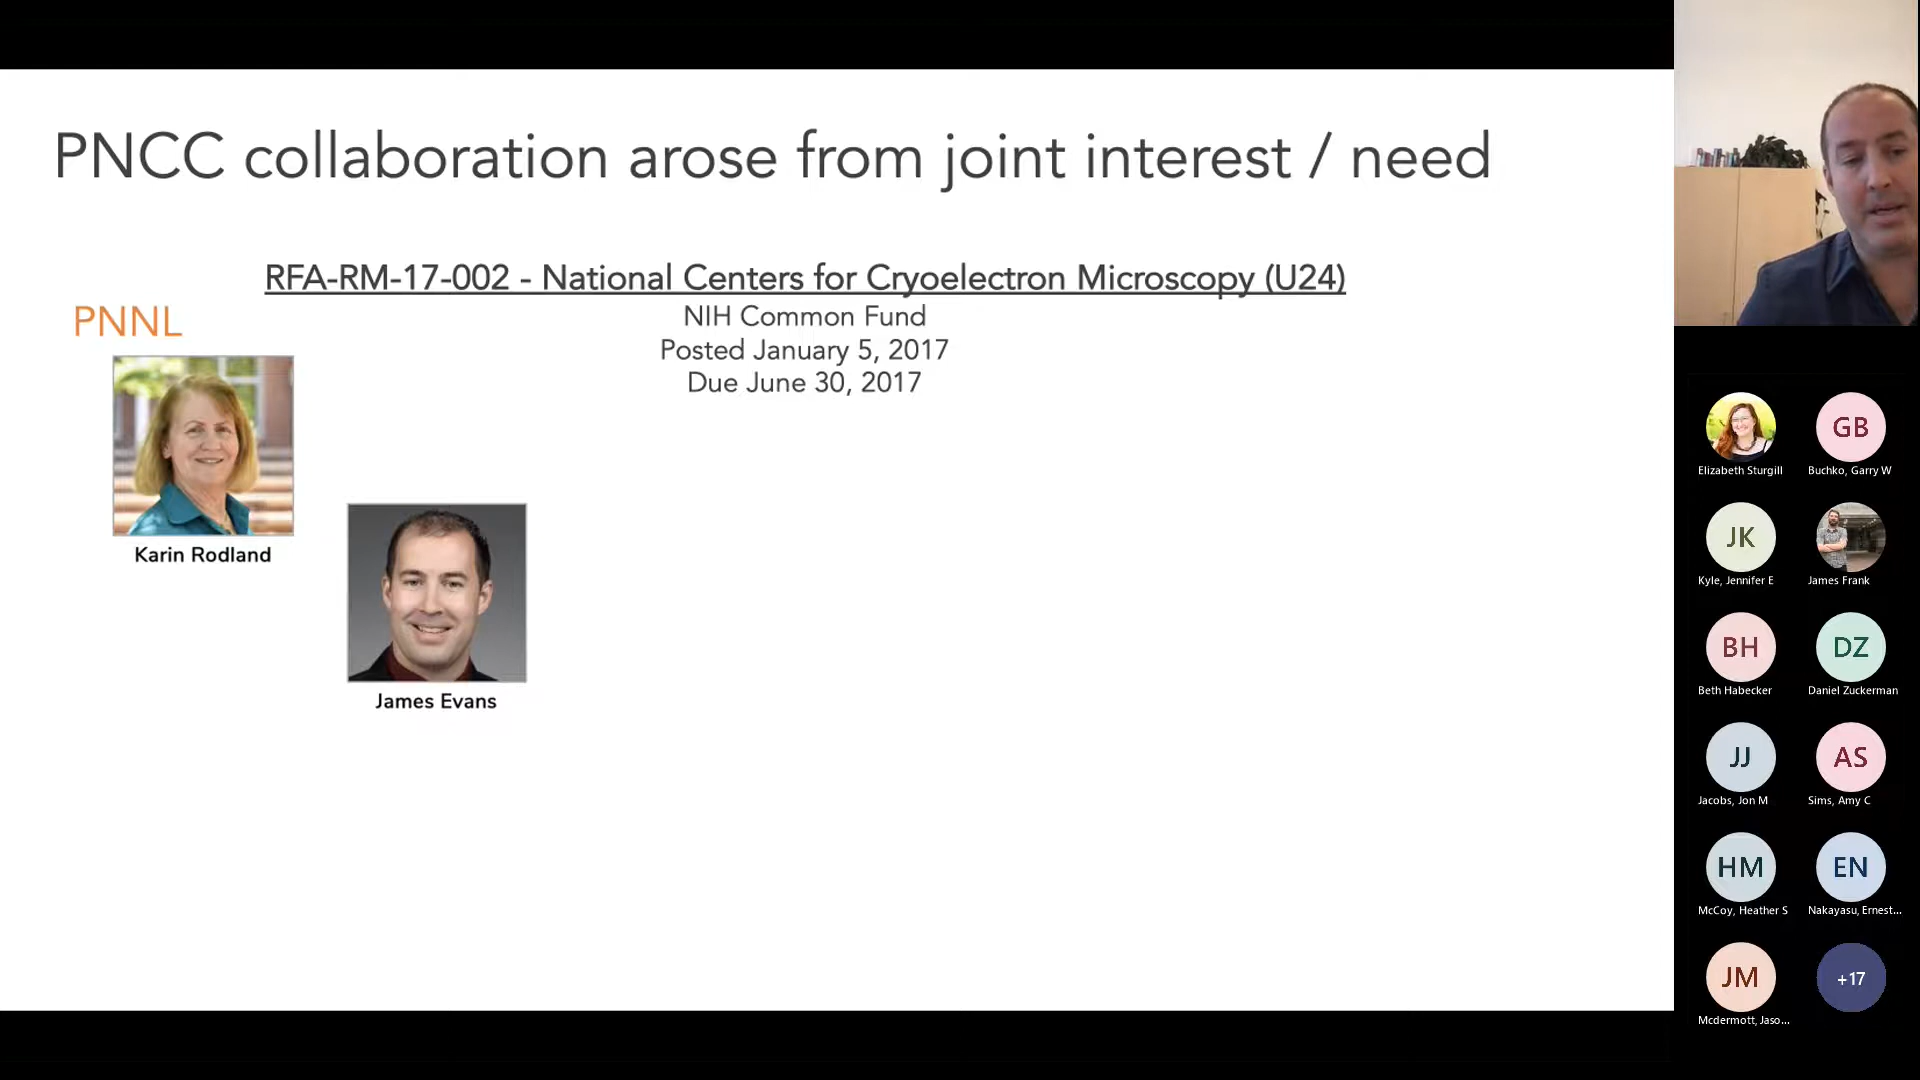 PNCC collaboration arose from joint interest / need
RFA-RM-17-002 - National Centers for Cryoelectron Microscopy (U24)
NIH Common Fund
Posted January 5, 2017
Due June 30, 2017
PNNL
Karin Rodland
James Evans
Elizabeth Sturgill
GB
Buchko, Garry W
JK
Kyle, Jennifer E
James Frank
BH
Beth Habecker
DZ
Daniel Zuckerman
JJ
Jacobs, Jon M
AS
Sims, Amy C
HM
McCoy, Heather S
EN
Nakayasu, Ernest...
JM
Mcdermott, Jaso...
+17